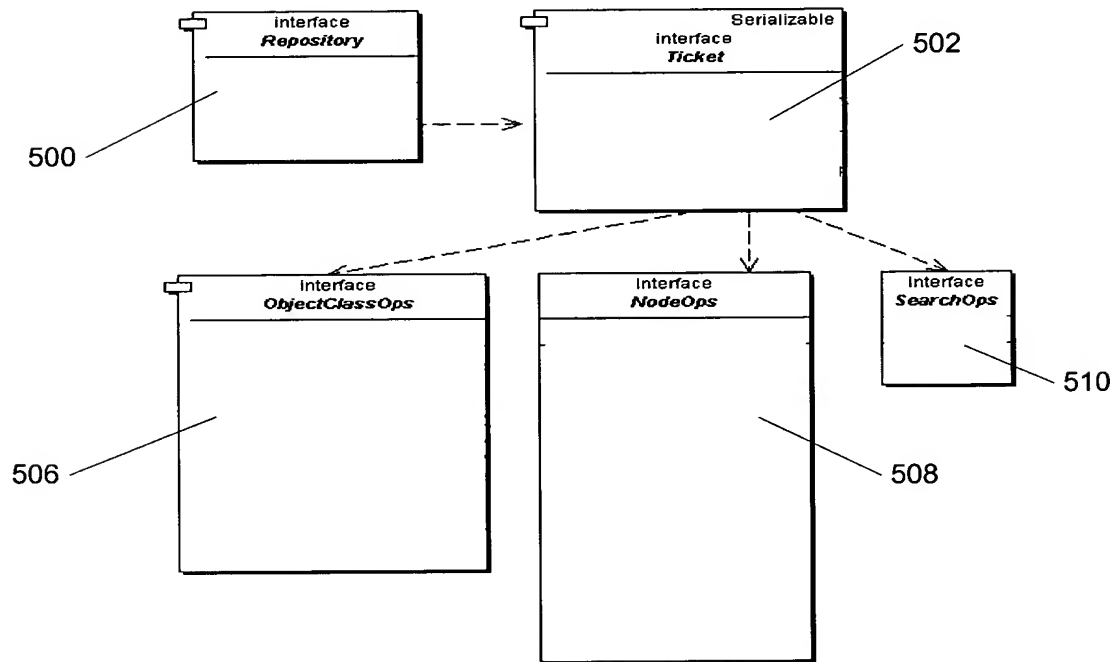 interface
Repository
Serializable
interface
Ticket
502
500
interface
ObjectClassOps
interface
NodeOps
interface
SearchOps
510
506
508